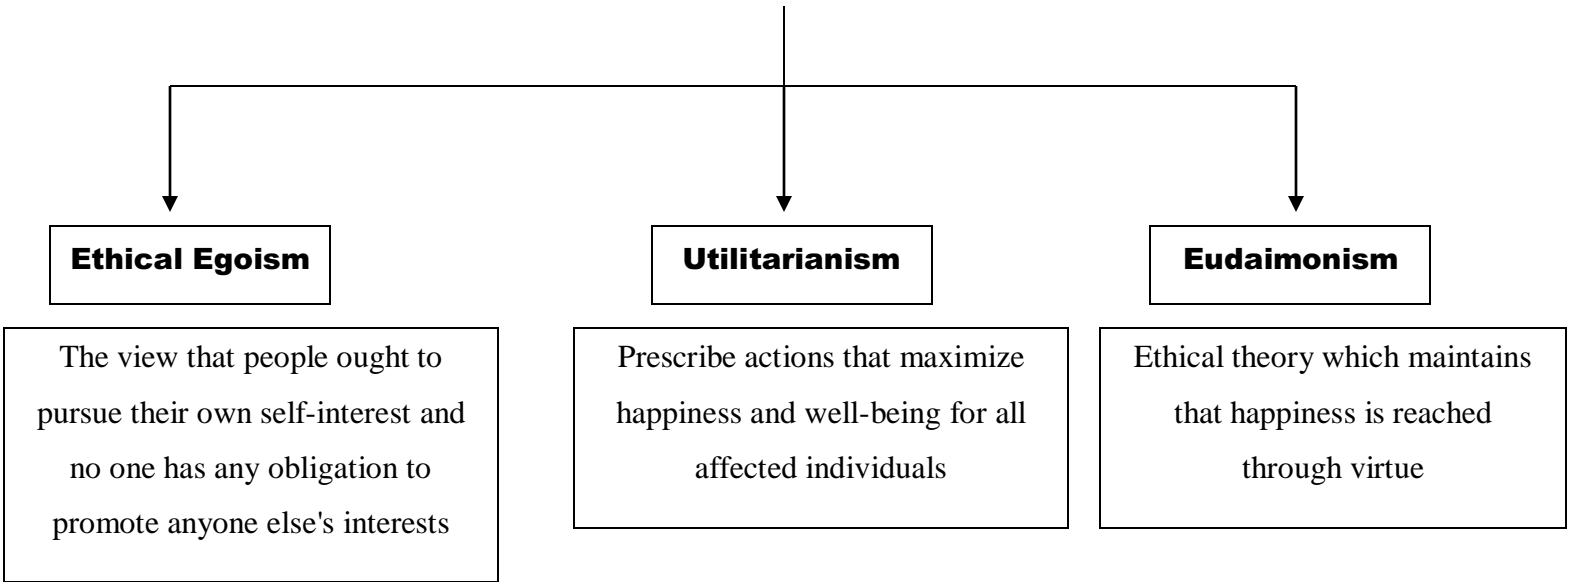 Ethical Egoism
The view that people ought to
pursue their own self-interest and
no one has any obligation to
promote anyone else's interests
Utilitarianism
Prescribe actions that maximize
happiness and well-being for all
affected individuals
Eudaimonism
Ethical theory which maintains
that happiness is reached
through virtue